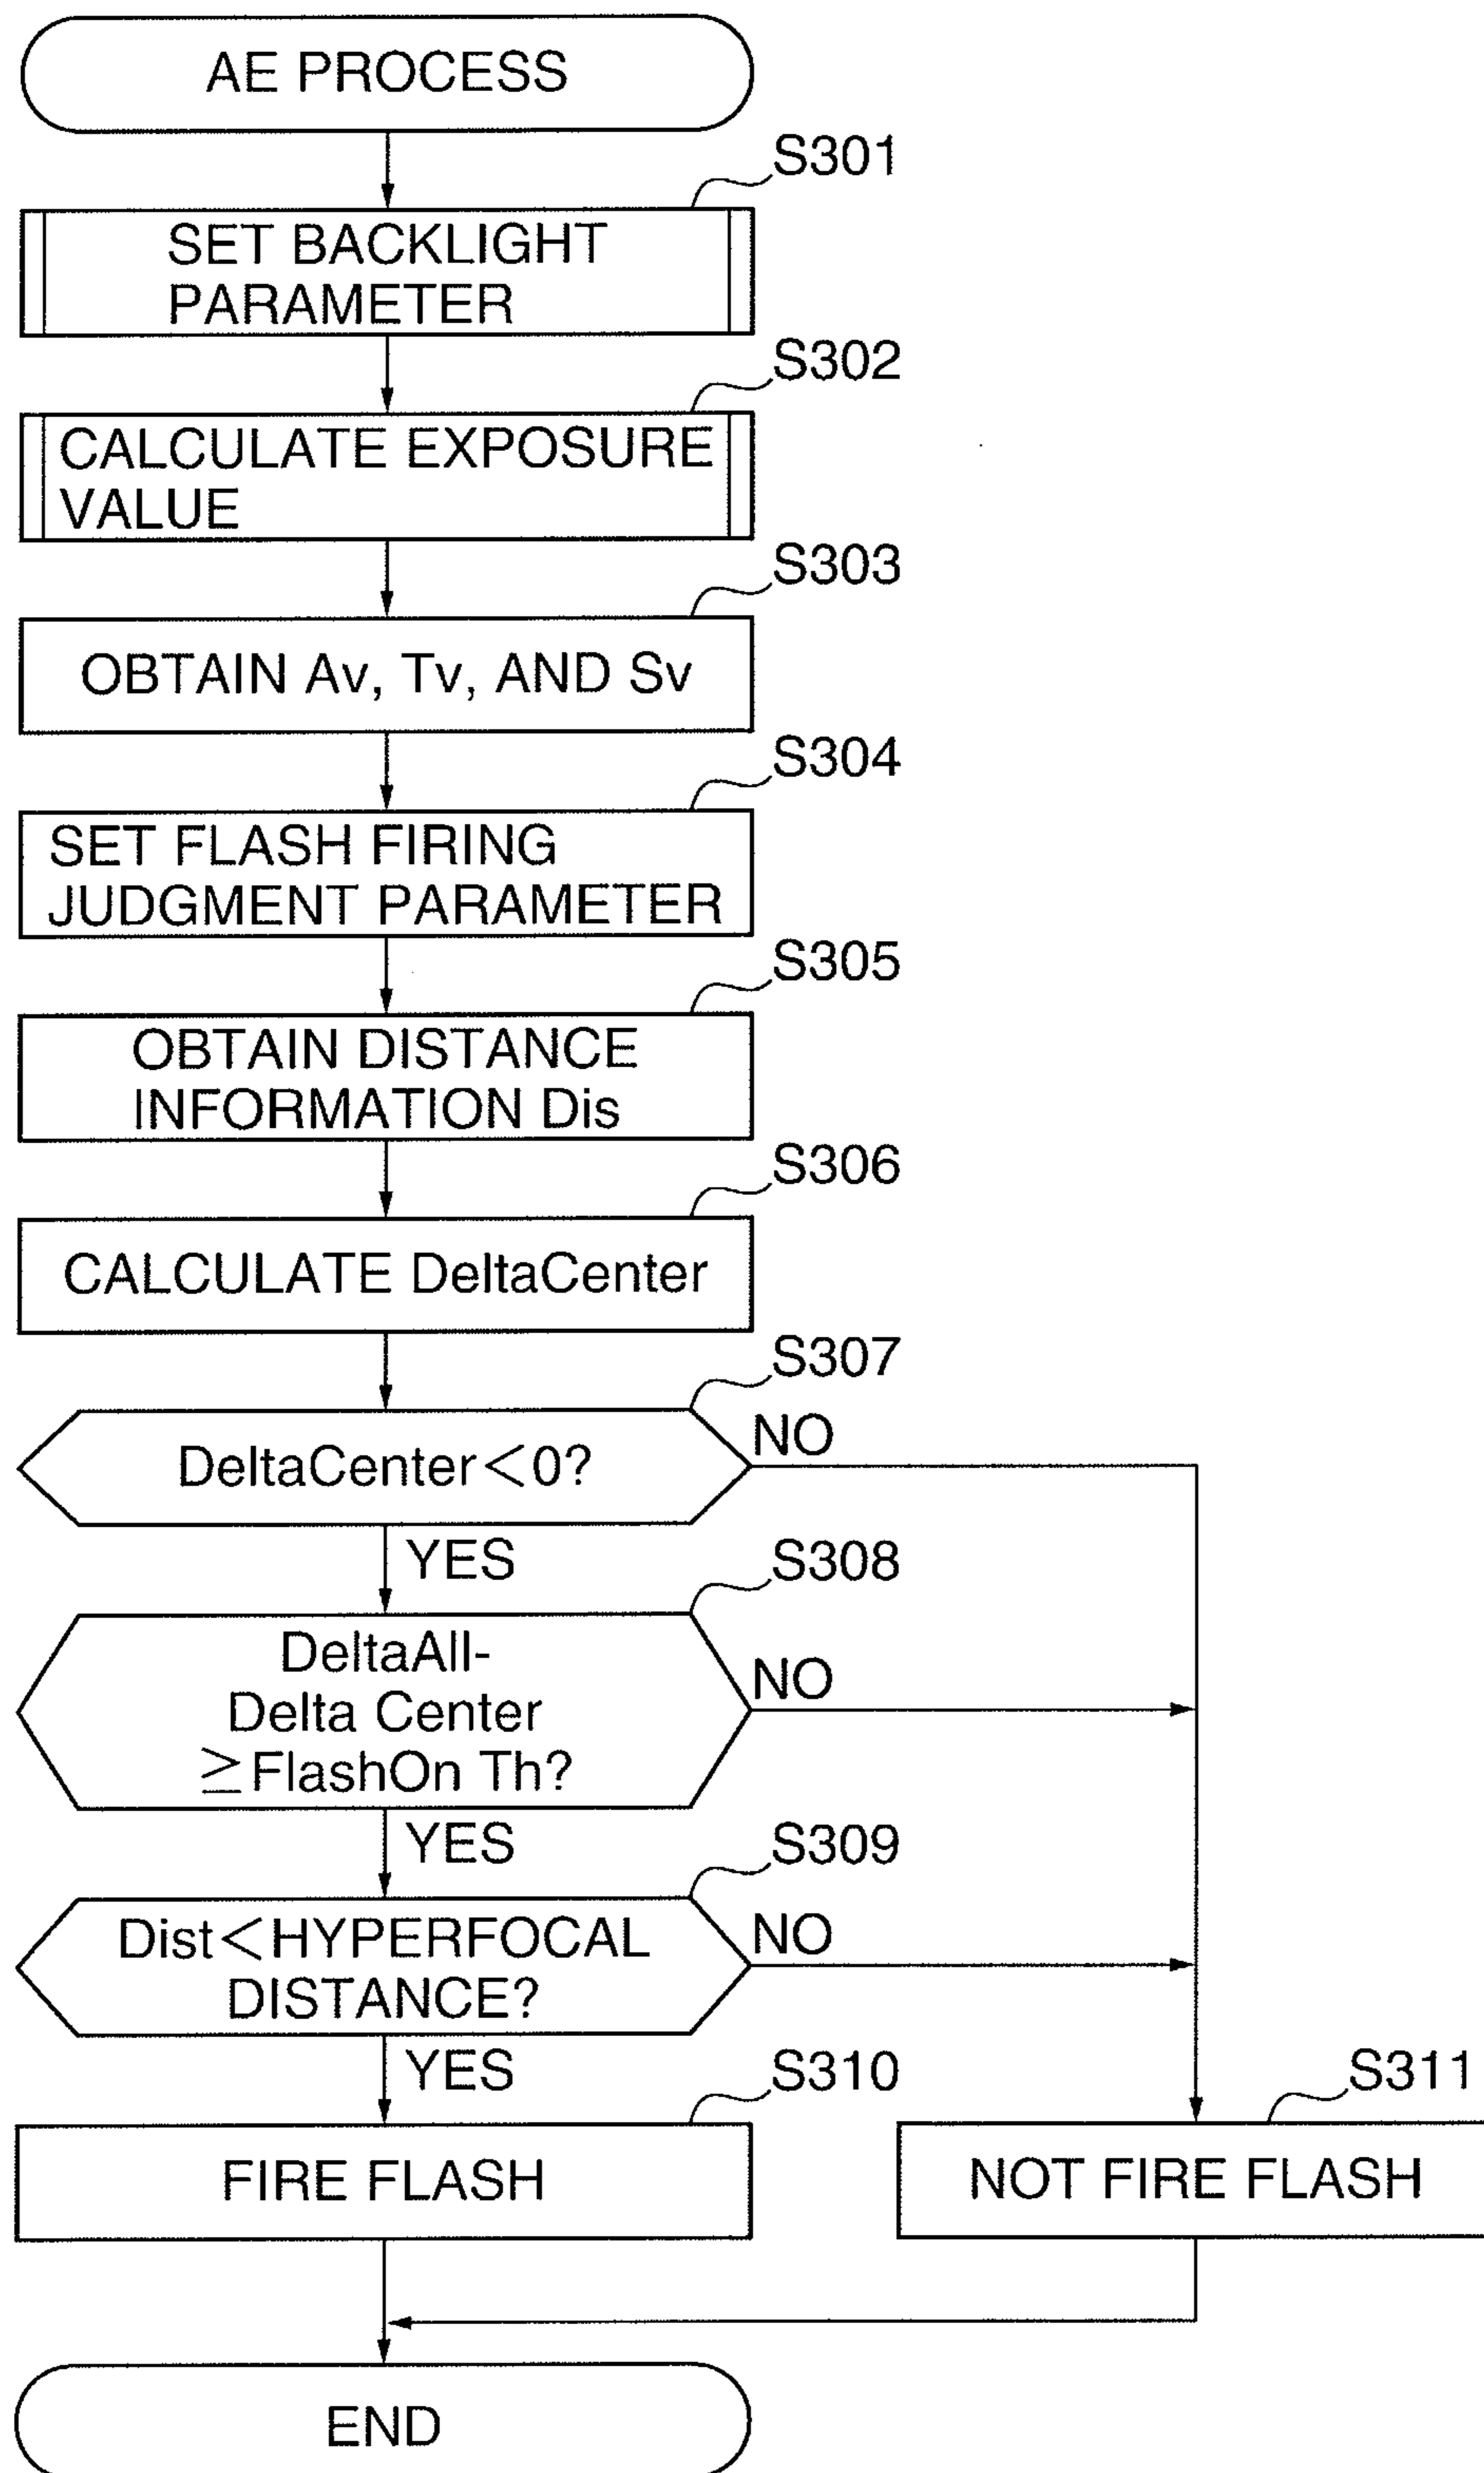 AE PROCESS
S301
SET BACKLIGHT
PARAMETER
S302
CALCULATE EXPOSURE
VALUE
S303
OBTAIN Av, Tv, AND Sv
S304
SET FLASH FIRING
JUDGMENT PARAMETER
S305
OBTAIN DISTANCE
INFORMATION Dis
S306
CALCULATE DeltaCenter
S307
DeltaCenter<0?
NO
YES
S308
DeltaAll-
Delta Center
≧FlashOn Th?
NO
YES
S309
Dist<HYPERFOCAL
DISTANCE?
NO
YES
S310
FIRE FLASH
S311
NOT FIRE FLASH
END